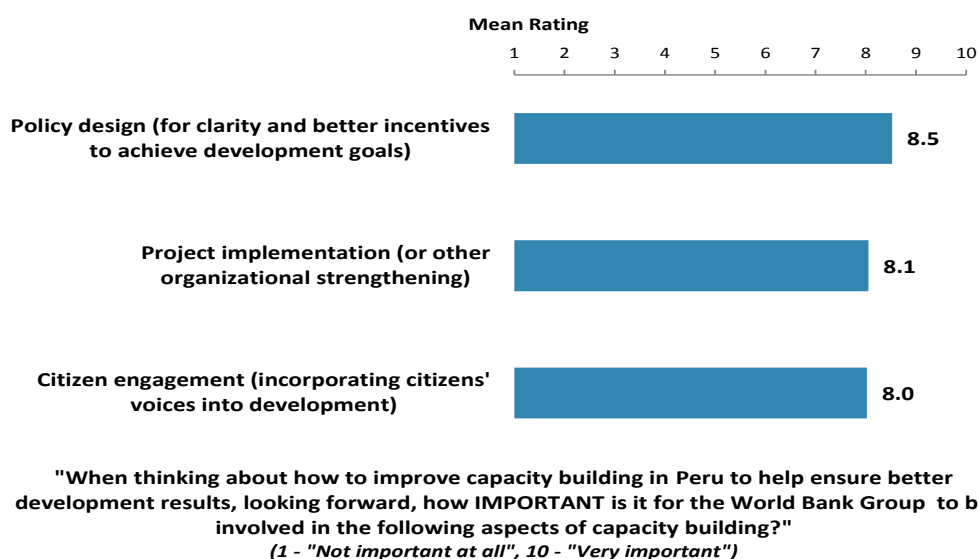 Mean Rating
1 2 3 4 5 6 7 8 9 10
Policy design (for clarity and better incentives
to achieve development goals)
8.5
Project implementation (or other
organizational strengthening)
8.1
Citizen engagement (incorporating citizens'
voices into development)
8.0
"When thinking about how to improve capacity building in Peru to help ensure better
development results, looking forward, how IMPORTANT is it for the World Bank Group to b
involved in the following aspects of capacity building?"
(1 - "Not important at all", 10 - "Very important")